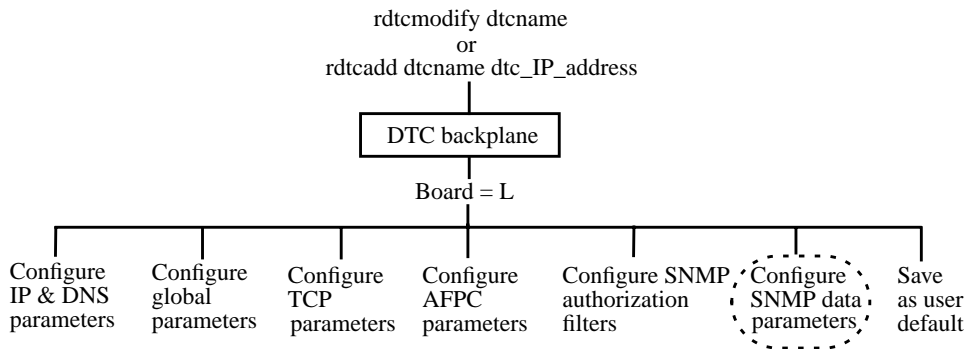 rdtcmodify dtcname
or
rdtcadd dtcname dtc_IP_address
DTC backplane
Board = L
Configure
IP & DNS
parameters
Configure
global
parameters
Configure
TCP
parameters
Configure
AFPC
parameters
Configure SNMP
authorization
filters
Configure
SNMP data
parameters
Save
as user
default